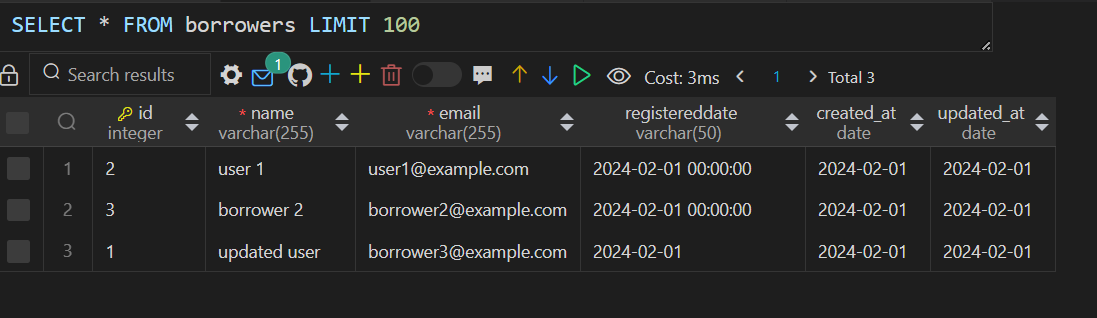 SELECT * FROM borrowers LIMIT 100
Search results 1 Cost: 3ms 1 Total 3
* id * name * email registereddate created_at updated_at
integer varchar(255) varchar(255) varchar(50) date date
1 2 user 1 user1@example.com 2024-02-01 00:00:00 2024-02-01 2024-02-01
2 3 borrower 2 borrower2@example.com 2024-02-01 00:00:00 2024-02-01 2024-02-01
3 1 updated user borrower3@example.com 2024-02-01 2024-02-01 2024-02-01